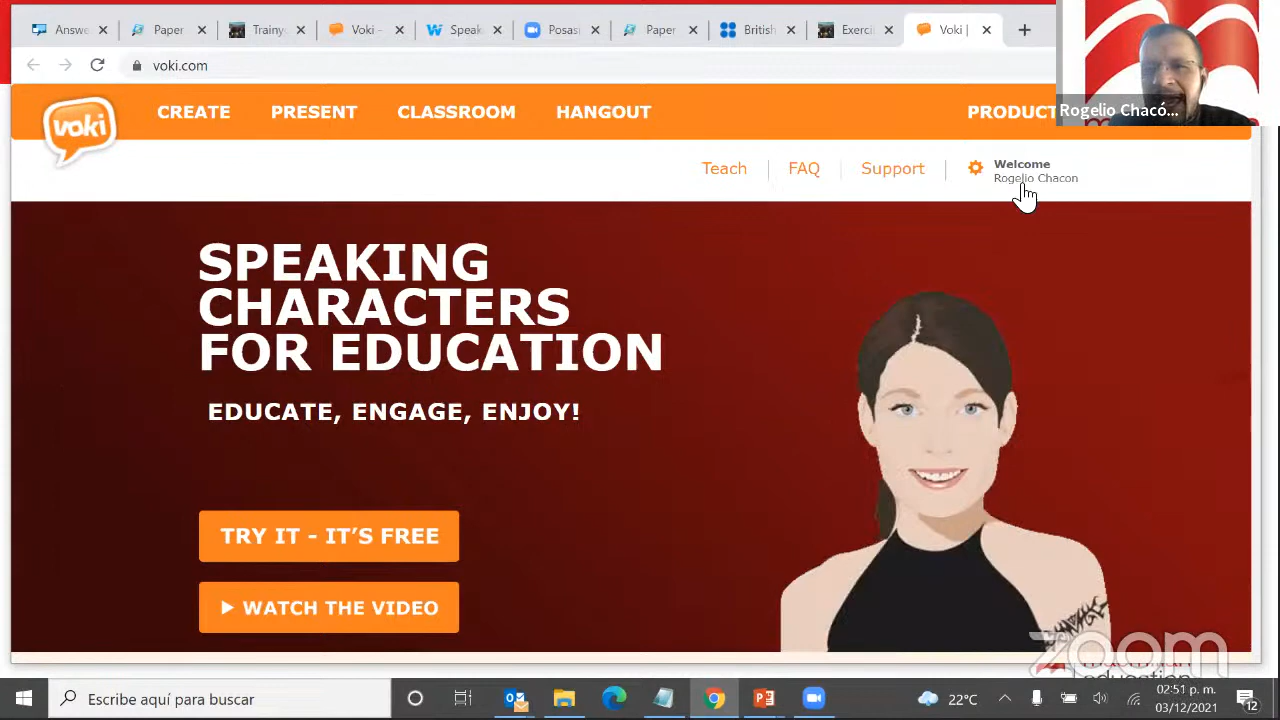 Answ
Paper
Trainy
Voki -
Speak
Posas
Paper
British
Exerci
Voki |
voki.com
voki
CREATE
PRESENT
CLASSROOM
HANGOUT
PRODUCT
Rogelio Chacó...
Teach
FAQ
Support
Welcome
Rogelio Chacon
SPEAKING
CHARACTERS
FOR EDUCATION
EDUCATE, ENGAGE, ENJOY!
TRY IT - IT'S FREE
WATCH THE VIDEO
zoom
Escribe aquí para buscar
22°C
02:51 p. m.
03/12/2021
12